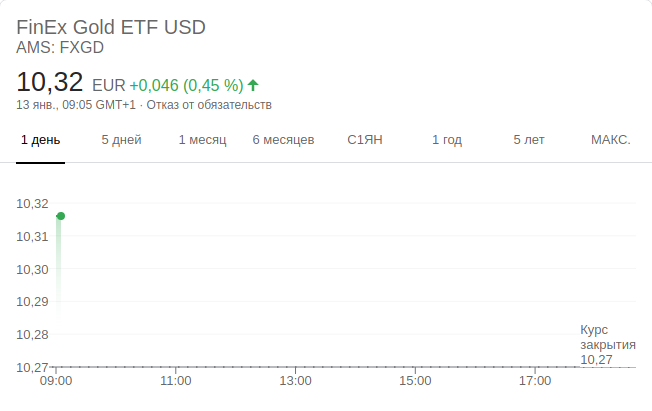 FinEx Gold ETF USD
AMS: FXGD
10,32 EUR +0,046 (0,45 %)
13 янв., 09:05 GMT+1 · Отказ от обязательств
1 день 5 дней 1 месяц 6 месяцев С1ЯН 1 год 5 лет МАКС.
10,32
10,31
10,30
10,29
10,28
Курс
закрытия
10,27
10,27
09:00 11:00 13:00 15:00 17:00